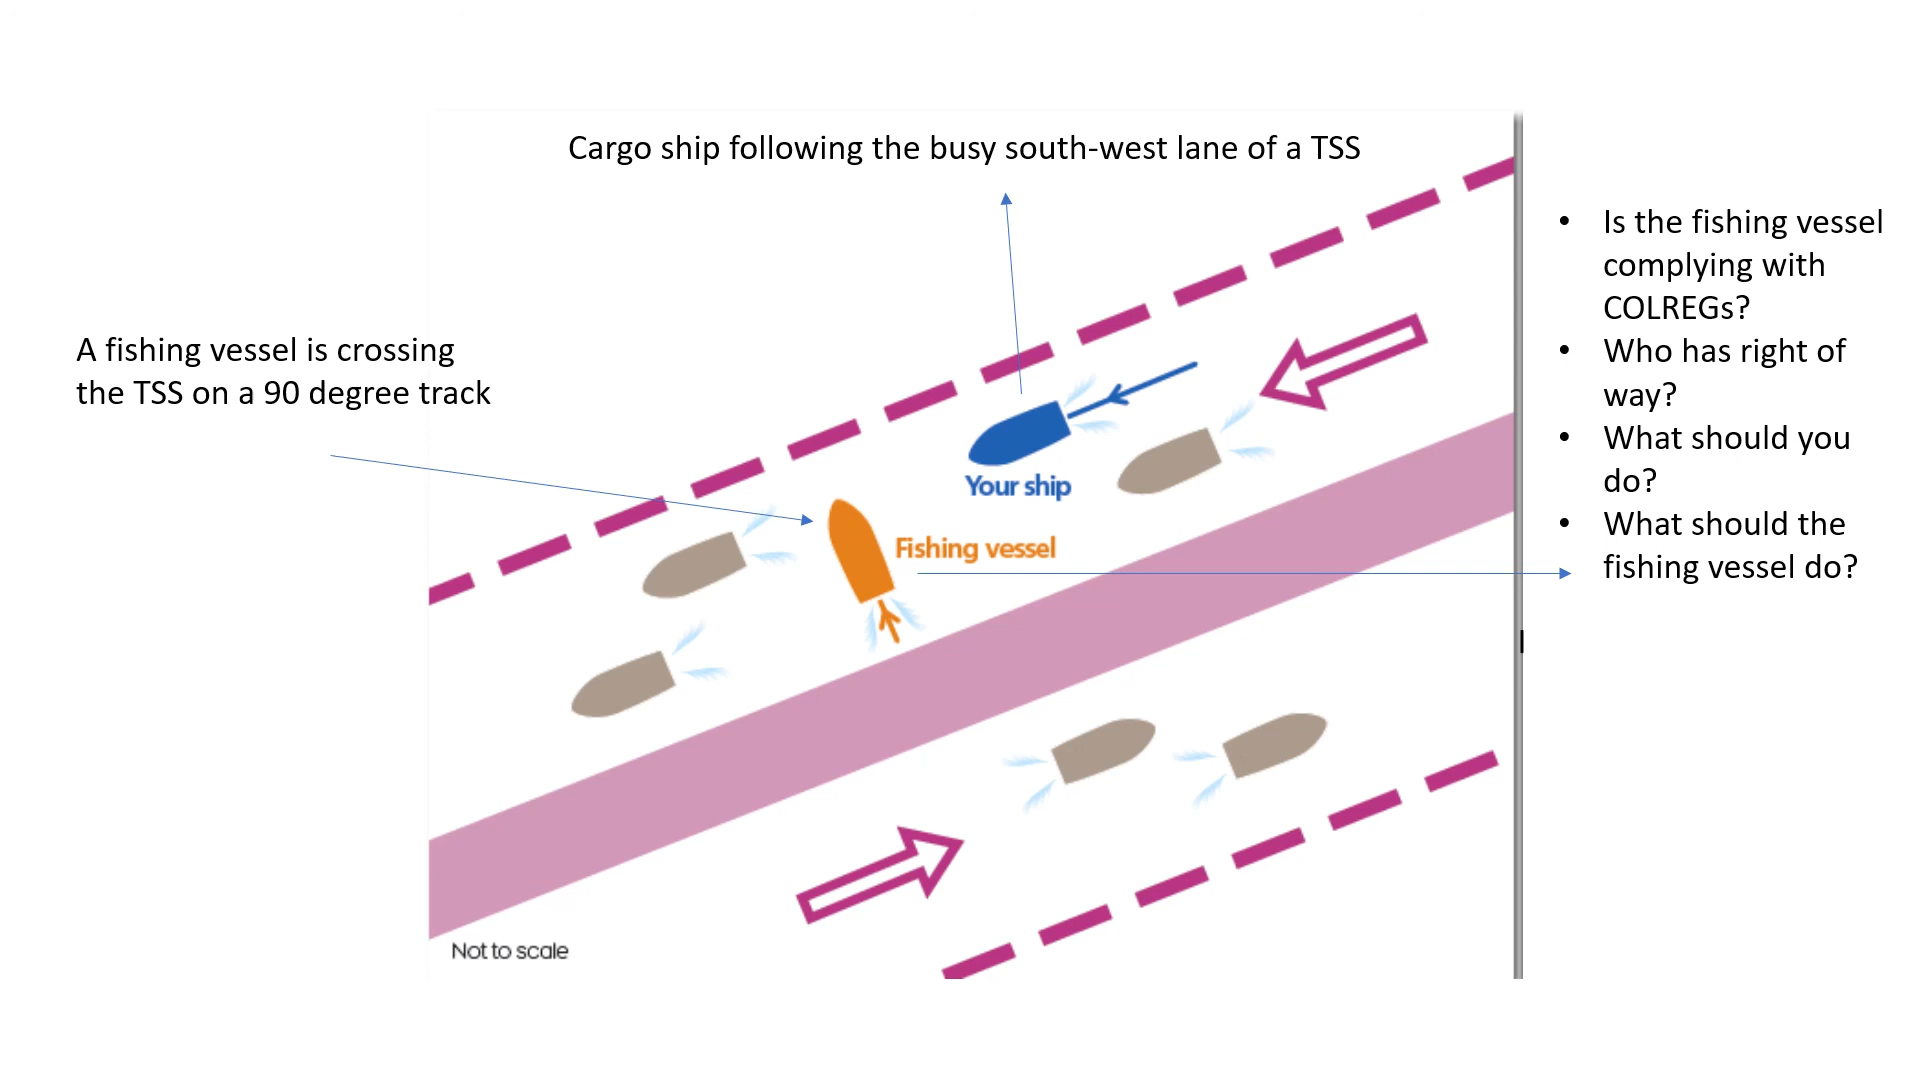 Cargo ship following the busy south-west lane of a TSS
A fishing vessel is crossing
the TSS on a 90 degree track
Your ship
Fishing vessel
Not to scale
• Is the fishing vessel
complying with
COLREGs?
• Who has right of
way?
• What should you
do?
• What should the
fishing vessel do?